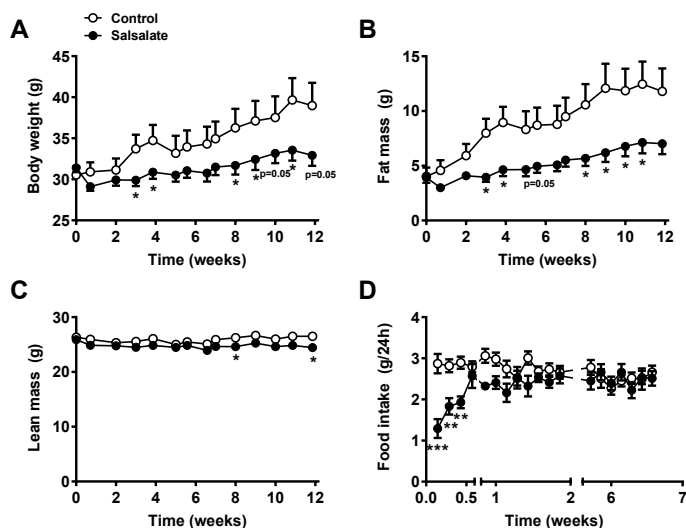 A
Control
Salsalate
B
Body weight (g)
45
40
35
30
25
* *
* * p=0.05 * p=0.05
0 2 4 6 8 10 12
Time (weeks)
Fat mass (g)
15
10
5
0
* * p=0.05 * * * *
0 2 4 6 8 10 12
Time (weeks)
C
Lean mass (g)
30
20
10
0
* *
0 2 4 6 8 10 12
Time (weeks)
D
Food intake (g/24h)
4
3
2
1
0
***
**
**
0.0 0.5 1 2 6 7
Time (weeks)